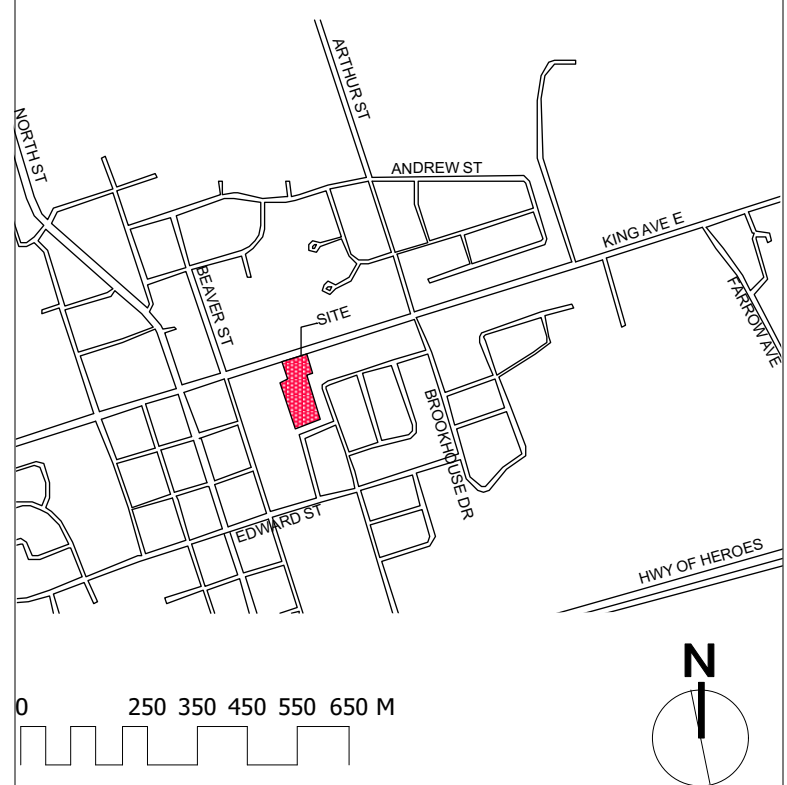 ARTHUR ST
NORTH ST
ANDREW ST
KING AVE E
BEAVER ST
FARROW AVE
SITE
BROOKHOUSE DR
EDWARD ST
HWY OF HEROES
N
0 250 350 450 550 650 M